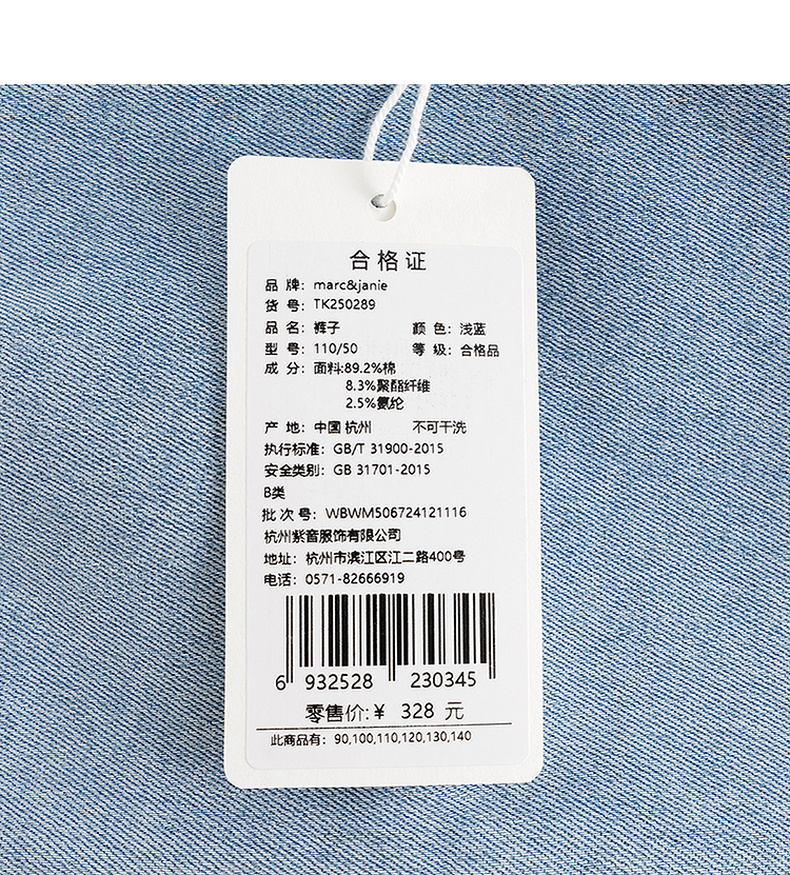 合格证
品 牌：marc&janie
货 号：TK250289
品 名：裤子 颜 色：浅蓝
型 号：110/50 等 级：合格品
成 分：面料:89.2%棉
8.3%聚酯纤维
2.5%氨纶
产 地：中国 杭州 不可干洗
执行标准：GB/T 31900-2015
安全类别：GB 31701-2015
B类
批 次 号：WBWM506724121116
杭州紫音服饰有限公司
地址：杭州市滨江区江二路400号
电话：0571-82666919
6 932528 230345
零售价:￥ 328 元
此商品有：90,100,110,120,130,140